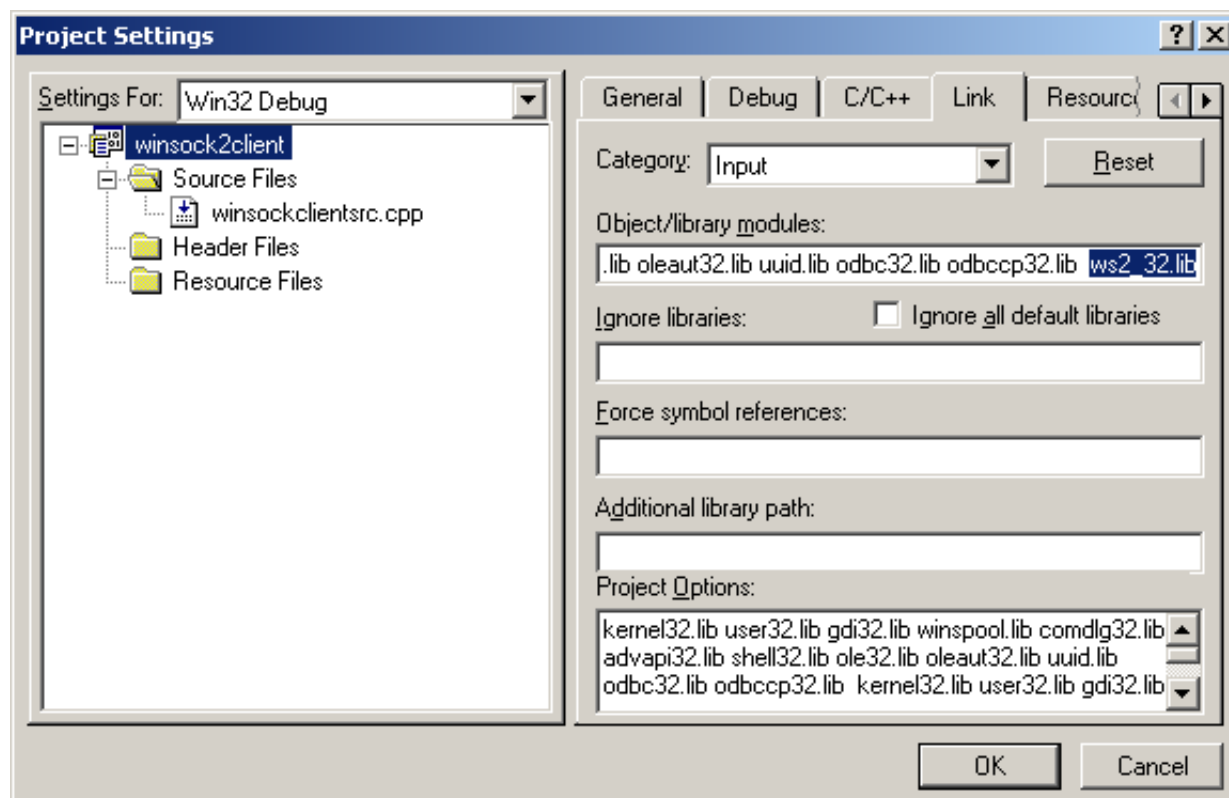 Project Settings
Settings For: Win32 Debug
winsock2client
Source Files
winsockclientsrc.cpp
Header Files
Resource Files
General Debug C/C++ Link
Category: Input Reset
Object/library modules:
.lib oleaut32.lib uuid.lib odbc32.lib odbccp32.lib ws2_32.lib
Ignore libraries: Ignore all default libraries
Force symbol references:
Additional library path:
Project Options:
kernel32.lib user32.lib gdi32.lib winspool.lib comdlg32.lib
advapi32.lib shell32.lib ole32.lib oleaut32.lib uuid.lib
odbc32.lib odbccp32.lib kernel32.lib user32.lib gdi32.lib
OK Cancel